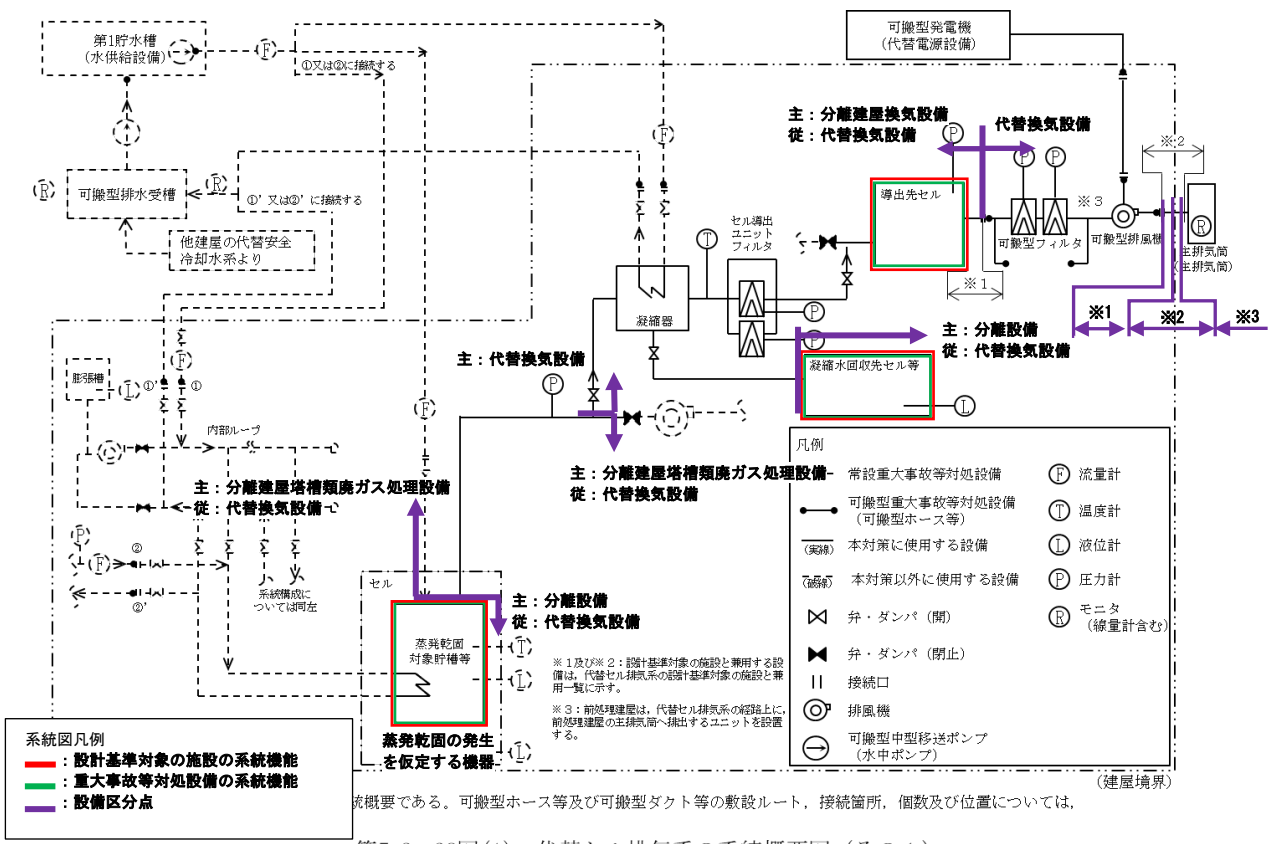 第1貯水槽
(水供給設備)
F
①又は②に接続する
F
可搬型発電機
(代替電源設備)
主：分離建屋換気設備
従：代替換気設備
代替換気設備
P
P
P
※2
※3
R
R
可搬型排水受槽
①’又は②’に接続する
他建屋の代替安全
冷却水系より
導出先セル
可搬型フィルタ
可搬型排風機
R
主排気筒
(主排気筒)
※1
セル導出
ユニット
フィルタ
T
凝縮器
P
P
※1
※2
※3
主：分離設備
従：代替換気設備
凝縮水回収先セル等
L
主：代替換気設備
P
膨張槽
L
F
①’
①
F
内部ループ
主：分離建屋塔槽類廃ガス処理設備
従：代替換気設備
主：分離建屋塔槽類廃ガス処理設備
従：代替換気設備
P
F
②
②’
系統構成に
ついては同左
セル
蒸発乾固
対象貯槽等
主：分離設備
従：代替換気設備
T
L
L
蒸発乾固の発生
を仮定する機器
※1及び※2：設計基準対象の施設と兼用する設
備は，代替セル排気系の設計基準対象の施設と兼
用一覧に示す。
※3：前処理建屋は，代替セル排気系の経路上に，
前処理建屋の主排気筒へ排出するユニットを設置
する。
凡例
常設重大事故等対処設備
可搬型重大事故等対処設備
(可搬型ホース等)
(実線)
本対策に使用する設備
(破線)
本対策以外に使用する設備
弁・ダンパ（開）
弁・ダンパ（閉止）
接続口
排風機
可搬型中型移送ポンプ
(水中ポンプ)
F 流量計
T 温度計
L 液位計
P 圧力計
R モニタ
(線量計含む)
(建屋境界)
系統図凡例
：設計基準対象の施設の系統機能
：重大事故等対処設備の系統機能
：設備区分点
統概要である。可搬型ホース等及び可搬型ダクト等の敷設ルート，接続箇所，個数及び位置については，